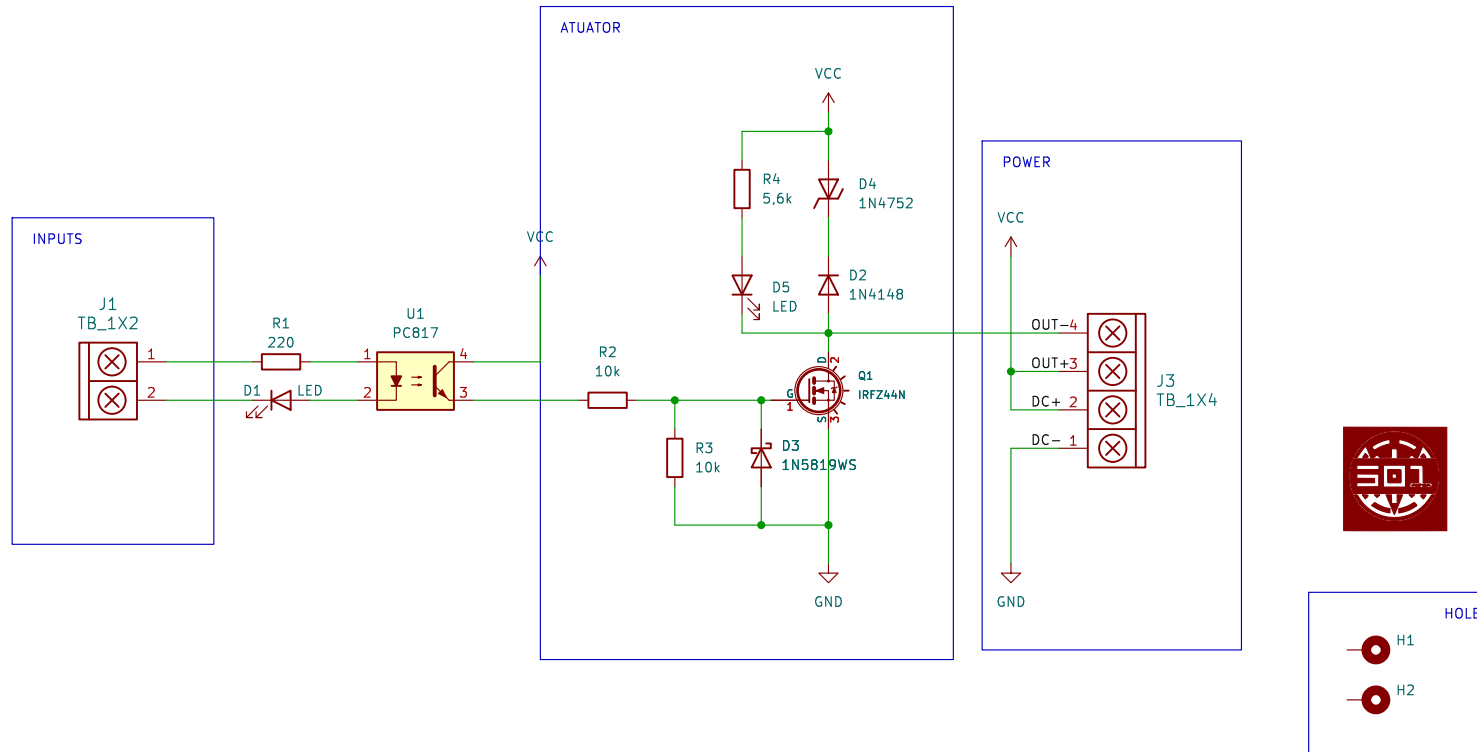 ATUATOR
VCC
R4
5,6k
D4
1N4752
D5
LED
D2
1N4148
VCC
INPUTS
J1
TB_1X2
1
2
R1
220
D1 LED
U1
PC817
1
2
4
3
R2
10k
R3
10k
D3
1N5819WS
D
2
G
1
S
3
Q1
IRFZ44N
GND
POWER
VCC
OUT- 4
OUT+ 3
DC+ 2
DC- 1
J3
TB_1X4
GND
301
HOLE
H1
H2